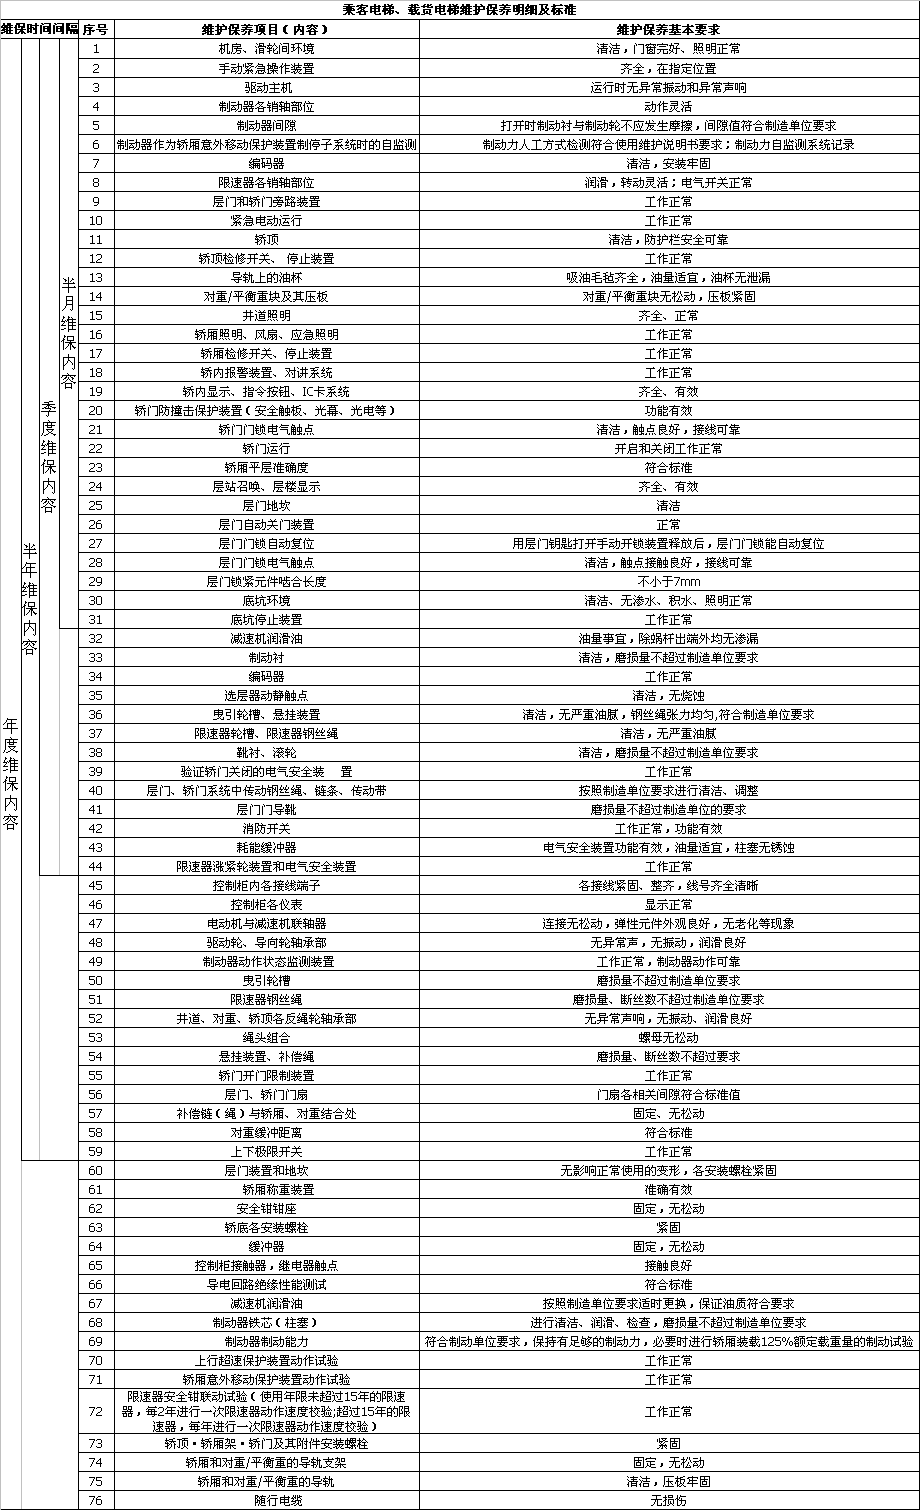 乘客电梯、载货电梯维护保养明细及标准
维保时间间隔 序号 维护保养项目（内容） 维护保养基本要求
半月维保内容
季度维保内容
半年维保内容
年度维保内容
1 机房、滑轮间环境 清洁，门窗完好、照明正常
2 手动紧急操作装置 齐全，在指定位置
3 驱动主机 运行时无异常振动和异常声响
4 制动器各销轴部位 动作灵活
5 制动器间隙 打开时制动衬与制动轮不应发生摩擦，间隙值符合制造单位要求
6 制动器作为轿厢意外移动保护装置制停子系统时的自监测 制动力人工方式检测符合使用维护说明书要求；制动力自监测系统记录
7 编码器 清洁，安装牢固
8 限速器各销轴部位 润滑，转动灵活；电气开关正常
9 层门和轿门旁路装置 工作正常
10 紧急电动运行 工作正常
11 轿顶 清洁，防护栏安全可靠
12 轿顶检修开关、 停止装置 工作正常
13 导轨上的油杯 吸油毛毡齐全，油量适宜，油杯无泄漏
14 对重/平衡重块及其压板 对重/平衡重块无松动，压板紧固
15 井道照明 齐全、正常
16 轿厢照明、风扇、应急照明 工作正常
17 轿厢检修开关、停止装置 工作正常
18 轿内报警装置、对讲系统 工作正常
19 轿内显示、指令按钮、IC卡系统 齐全、有效
20 轿门防撞击保护装置（安全触板、光幕、光电等） 功能有效
21 轿门门锁电气触点 清洁，触点良好，接线可靠
22 轿门运行 开启和关闭工作正常
23 轿厢平层准确度 符合标准
24 层站召唤、层楼显示 齐全、有效
25 层门地坎 清洁
26 层门自动关门装置 正常
27 层门门锁自动复位 用层门钥匙打开手动开锁装置释放后，层门门锁能自动复位
28 层门门锁电气触点 清洁，触点接触良好，接线可靠
29 层门锁紧元件啮合长度 不小于7mm
30 底坑环境 清洁、无渗水、积水、照明正常
31 底坑停止装置 工作正常
32 减速机润滑油 油量事宜，除蜗杆出端外均无渗漏
33 制动衬 清洁，磨损量不超过制造单位要求
34 编码器 工作正常
35 选层器动静触点 清洁，无烧蚀
36 曳引轮槽、悬挂装置 清洁，无严重油腻，钢丝绳张力均匀,符合制造单位要求
37 限速器轮槽、限速器钢丝绳 清洁，无严重油腻
38 靴衬、滚轮 清洁，磨损量不超过制造单位要求
39 验证轿门关闭的电气安全装 置 工作正常
40 层门、轿门系统中传动钢丝绳、链条、传动带 按照制造单位要求进行清洁、调整
41 层门门导靴 磨损量不超过制造单位的要求
42 消防开关 工作正常，功能有效
43 耗能缓冲器 电气安全装置功能有效，油量适宜，柱塞无锈蚀
44 限速器涨紧轮装置和电气安全装置 工作正常
45 控制柜内各接线端子 各接线紧固、整齐，线号齐全清晰
46 控制柜各仪表 显示正常
47 电动机与减速机联轴器 连接无松动，弹性元件外观良好，无老化等现象
48 驱动轮、导向轮轴承部 无异常声，无振动，润滑良好
49 制动器动作状态监测装置 工作正常，制动器动作可靠
50 曳引轮槽 磨损量不超过制造单位要求
51 限速器钢丝绳 磨损量、断丝数不超过制造单位要求
52 井道、对重、轿顶各反绳轮轴承部 无异常声响，无振动、润滑良好
53 绳头组合 螺母无松动
54 悬挂装置、补偿绳 磨损量、断丝数不超过要求
55 轿门开门限制装置 工作正常
56 层门、轿门门扇 门扇各相关间隙符合标准值
57 补偿链（绳）与轿厢、对重结合处 固定、无松动
58 对重缓冲距离 符合标准
59 上下极限开关 工作正常
60 层门装置和地坎 无影响正常使用的变形，各安装螺栓紧固
61 轿厢称重装置 准确有效
62 安全钳钳座 固定，无松动
63 轿底各安装螺栓 紧固
64 缓冲器 固定，无松动
65 控制柜接触器，继电器触点 接触良好
66 导电回路绝缘性能测试 符合标准
67 减速机润滑油 按照制造单位要求适时更换，保证油质符合要求
68 制动器铁芯（柱塞） 进行清洁、润滑、检查，磨损量不超过制造单位要求
69 制动器制动能力 符合制动单位要求，保持有足够的制动力，必要时进行轿厢装载125%额定载重量的制动试验
70 上行超速保护装置动作试验 工作正常
71 轿厢意外移动保护装置动作试验 工作正常
72 限速器安全钳联动试验（使用年限未超过15年的限速
器，每2年进行一次限速器动作速度校验;超过15年的限 工作正常
速器，每年进行一次限速器动作速度校验）
73 轿顶·轿厢架·轿门及其附件安装螺栓 紧固
74 轿厢和对重/平衡重的导轨支架 固定，无松动
75 轿厢和对重/平衡重的导轨 清洁，压板牢固
76 随行电缆 无损伤